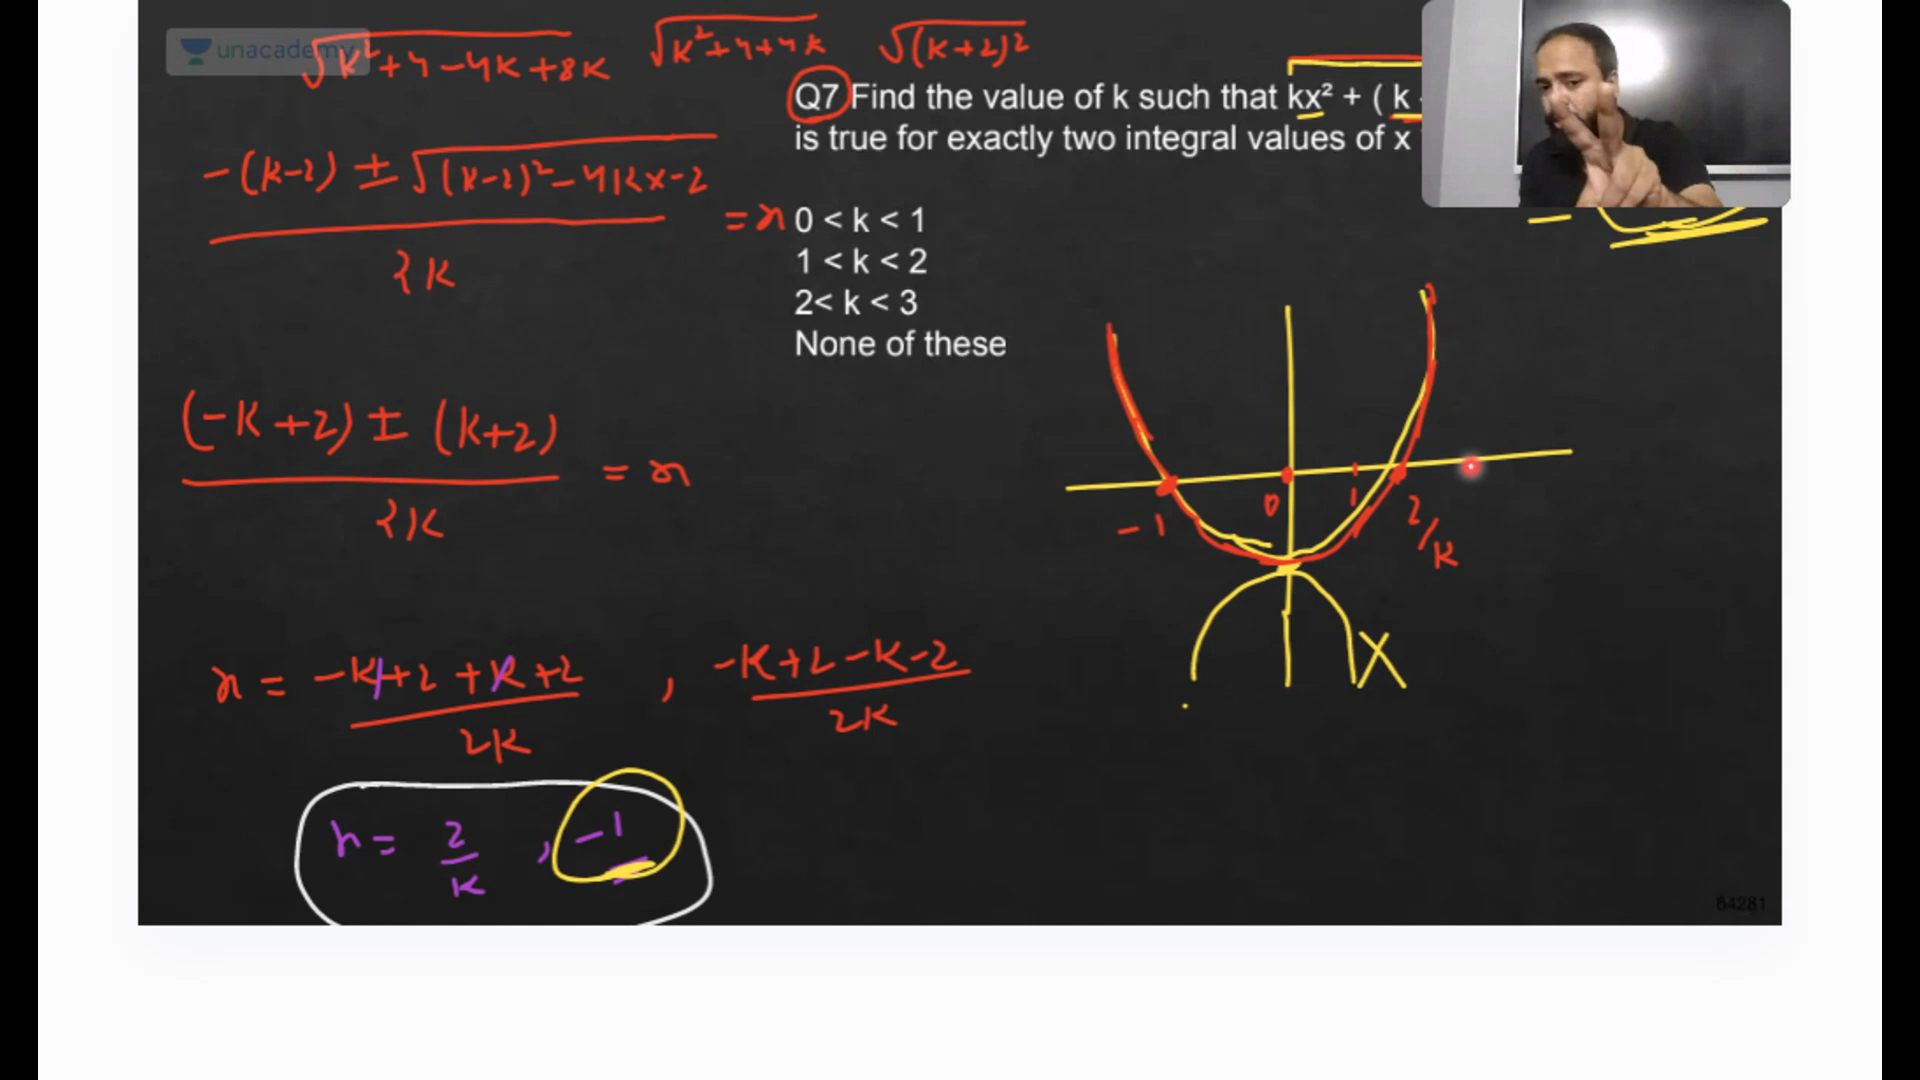 unacademy
√k²+4-4k+8k √k²+4+4k √(k+2)²
Q7 Find the value of k such that kx² + ( k
is true for exactly two integral values of x
-(k-2) ± √(k-2)²-4kx-2
2k
= x
0 < k < 1
1 < k < 2
2< k < 3
None of these
(-k+2) ± (k+2)
2k
= x
-1 0 1 2/k
X
x = -k+2+k+2
2k
, -k+2-k-2
2k
x = 2/k , -1
84281